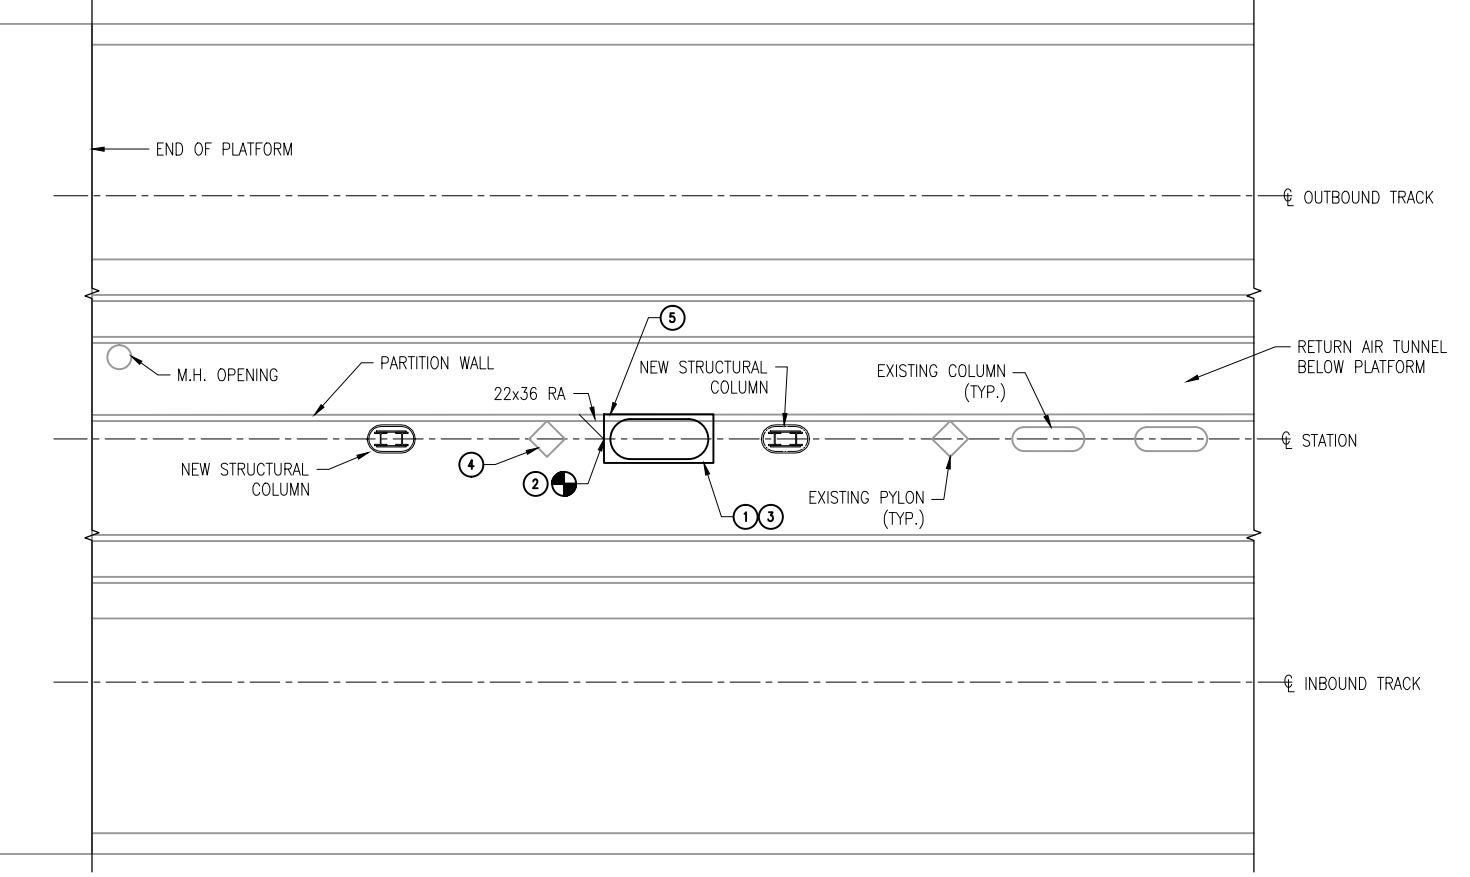 END OF PLATFORM
℄ OUTBOUND TRACK
5
RETURN AIR TUNNEL
BELOW PLATFORM
PARTITION WALL
M.H. OPENING
NEW STRUCTURAL
COLUMN
EXISTING COLUMN
(TYP.)
22x36 RA
℄ STATION
4
NEW STRUCTURAL
COLUMN
2
EXISTING PYLON
(TYP.)
1 3
℄ INBOUND TRACK